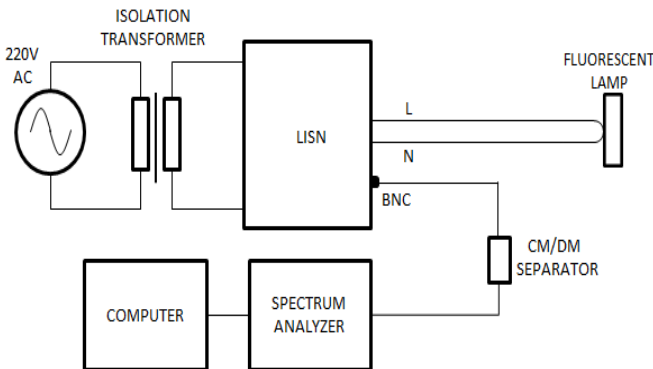 ISOLATION
TRANSFORMER
220V
AC
LISN
L
N
BNC
FLUORESCENT
LAMP
CM/DM
SEPARATOR
SPECTRUM
ANALYZER
COMPUTER